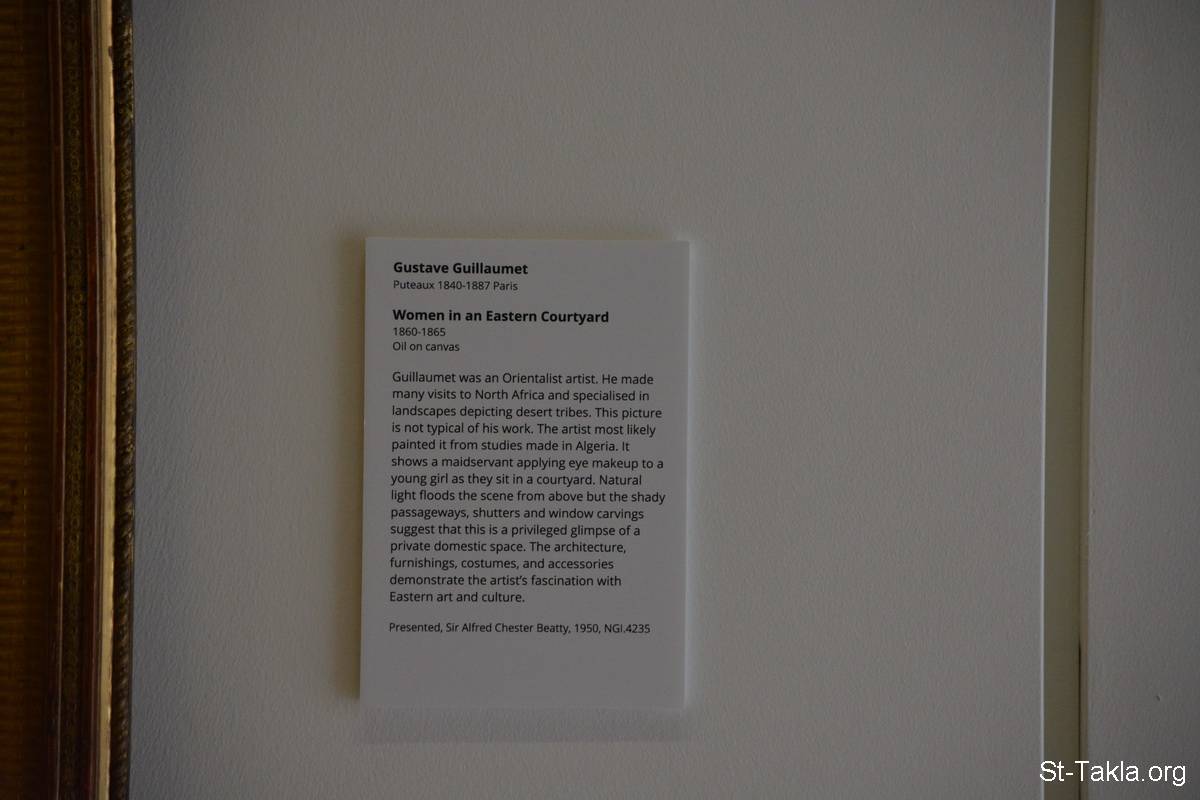 Gustave Guillaumet
Puteaux 1840-1887 Paris
Women in an Eastern Courtyard
1860-1865
Oil on canvas
Guillaumet was an Orientalist artist. He made
many visits to North Africa and specialised in
landscapes depicting desert tribes. This picture
is not typical of his work. The artist most likely
painted it from studies made in Algeria. It
shows a maidservant applying eye makeup to a
young girl as they sit in a courtyard. Natural
light floods the scene from above but the shady
passageways, shutters and window carvings
suggest that this is a privileged glimpse of a
private domestic space. The architecture,
furnishings, costumes, and accessories
demonstrate the artist's fascination with
Eastern art and culture.
Presented, Sir Alfred Chester Beatty, 1950, NGI.4235
St-Takla.org